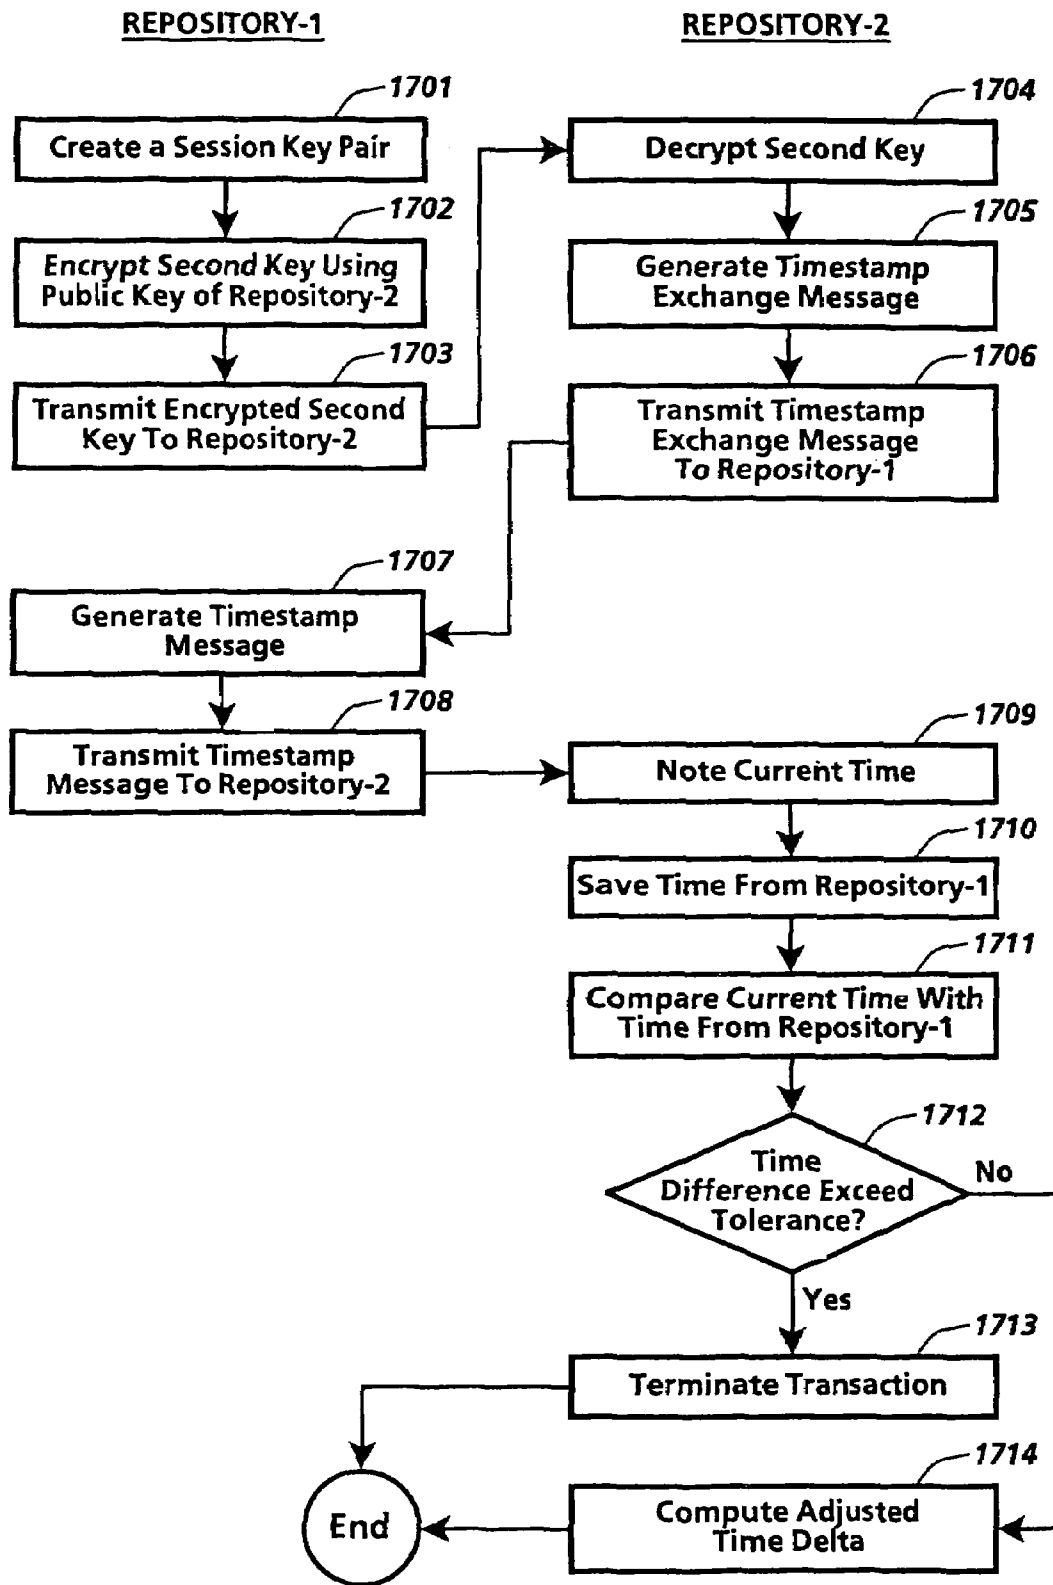 REPOSITORY-1
REPOSITORY-2
1701
Create a Session Key Pair
1702
Encrypt Second Key Using
Public Key of Repository-2
1703
Transmit Encrypted Second
Key To Repository-2
1704
Decrypt Second Key
1705
Generate Timestamp
Exchange Message
1706
Transmit Timestamp
Exchange Message
To Repository-1
1707
Generate Timestamp
Message
1708
Transmit Timestamp
Message To Repository-2
1709
Note Current Time
1710
Save Time From Repository-1
1711
Compare Current Time With
Time From Repository-1
1712
Time
Difference Exceed
Tolerance?
No
Yes
1713
Terminate Transaction
1714
Compute Adjusted
Time Delta
End